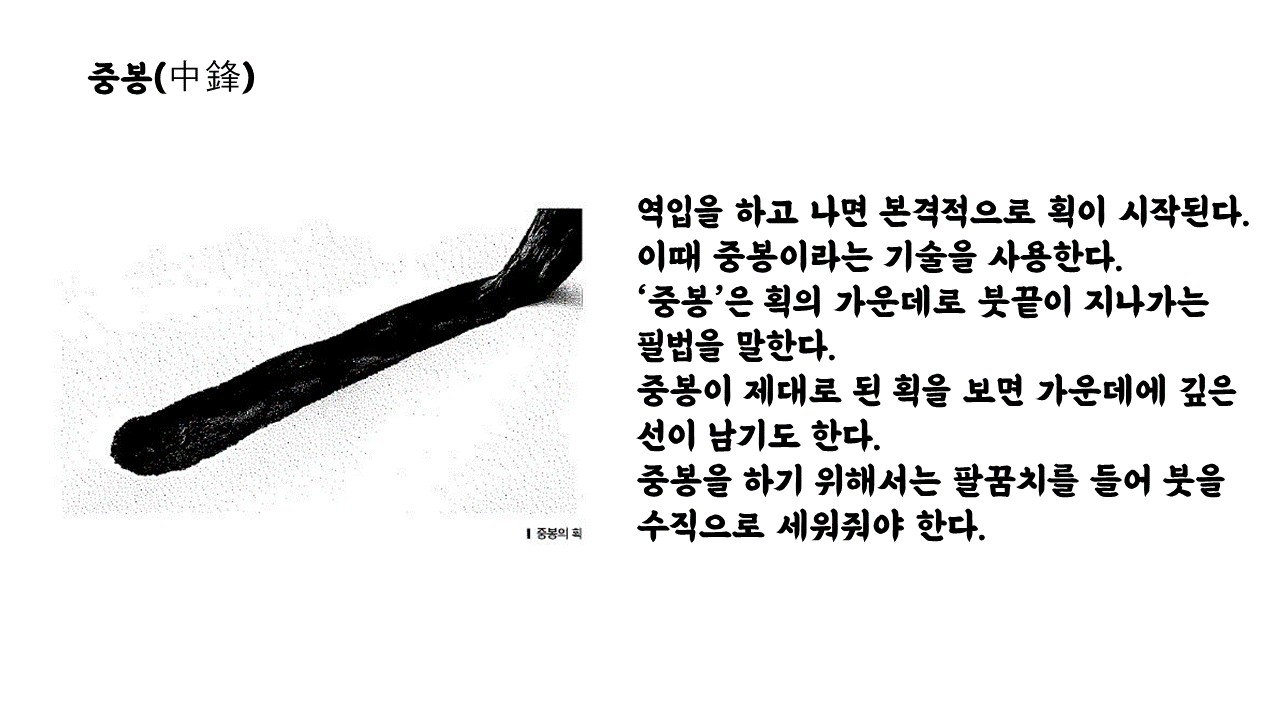 중봉(中鋒)
역입을 하고 나면 본격적으로 획이 시작된다.
이때 중봉이라는 기술을 사용한다.
‘중봉’은 획의 가운데로 붓끝이 지나가는
필법을 말한다.
중봉이 제대로 된 획을 보면 가운데에 깊은
선이 남기도 한다.
중봉을 하기 위해서는 팔꿈치를 들어 붓을
수직으로 세워줘야 한다.
중봉의 획